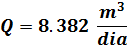 Q = 8.382 m³/dia